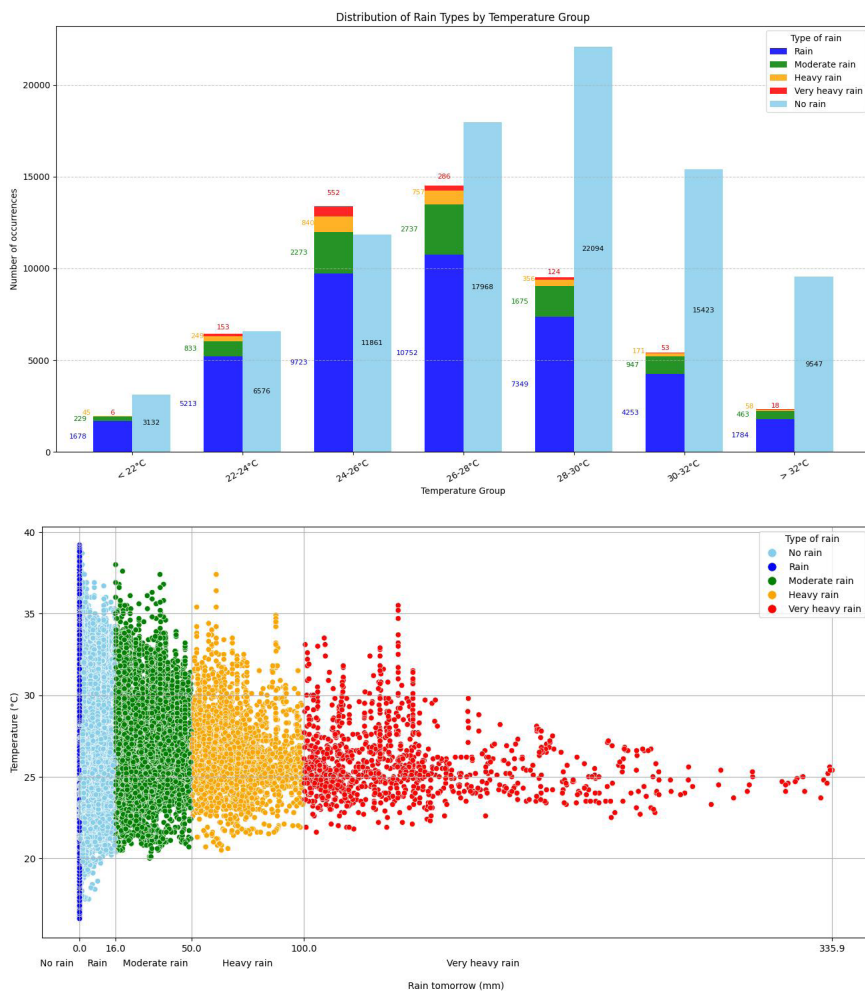 Distribution of Rain Types by Temperature Group
Type of rain
Rain
Moderate rain
Heavy rain
Very heavy rain
No rain
Number of occurrences
20000
15000
10000
5000
0
45
6
229
1678
3132
153
249
833
5213
6576
552
840
2273
9723
11861
286
757
2737
10752
17968
124
356
1675
7349
22094
53
171
947
4253
15423
18
58
463
1784
9547
< 22°C
22-24°C
24-26°C
26-28°C
28-30°C
30-32°C
> 32°C
Temperature Group
Type of rain
No rain
Rain
Moderate rain
Heavy rain
Very heavy rain
Temperature (°C)
40
35
30
25
20
0.0 16.0 50.0 100.0 335.9
No rain Rain Moderate rain Heavy rain Very heavy rain
Rain tomorrow (mm)